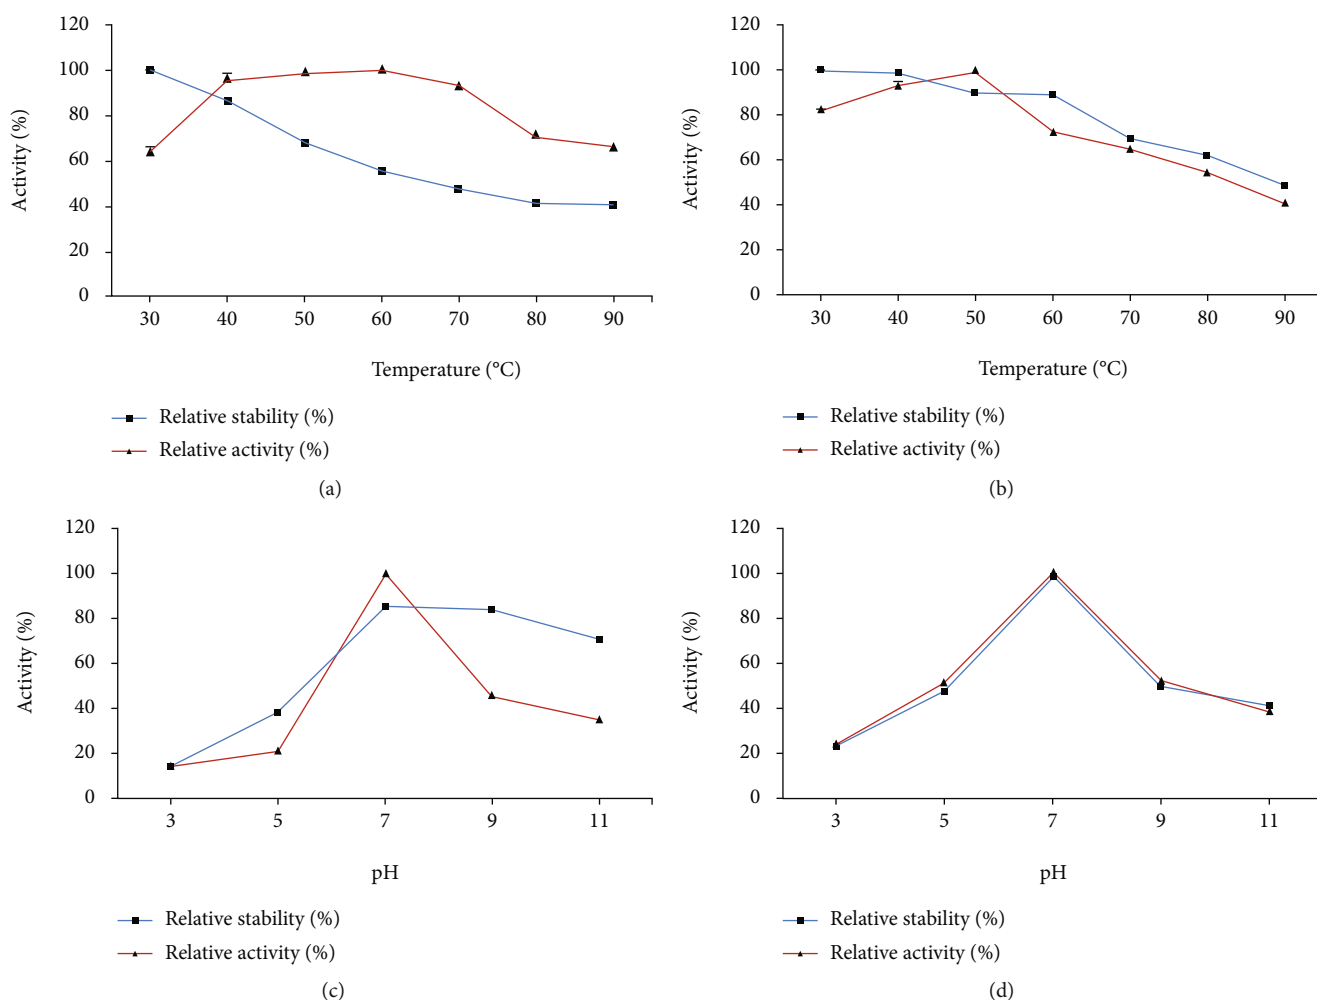 120
100
80
60
40
20
0
Activity (%)
30 40 50 60 70 80 90
Temperature (°C)
Relative stability (%)
Relative activity (%)
(a)
120
100
80
60
40
20
0
Activity (%)
30 40 50 60 70 80 90
Temperature (°C)
Relative stability (%)
Relative activity (%)
(b)
120
100
80
60
40
20
0
Activity (%)
3 5 7 9 11
pH
Relative stability (%)
Relative activity (%)
(c)
120
100
80
60
40
20
0
Activity (%)
3 5 7 9 11
pH
Relative stability (%)
Relative activity (%)
(d)